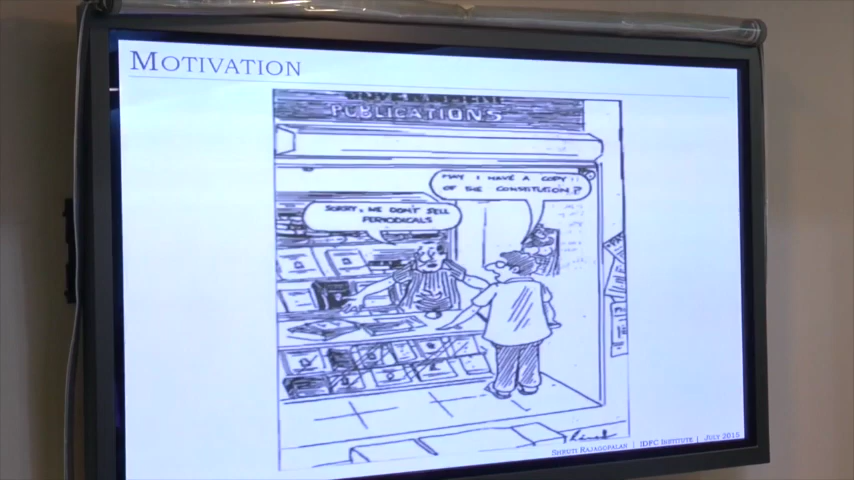 MOTIVATION
GOVERNMENT
PUBLICATIONS
MAY I HAVE A COPY
OF THE CONSTITUTION?
SORRY, WE DON'T SELL
PERIODICALS
SHRUTI RAJAGOPALAN | IDFC INSTITUTE | JULY 2015